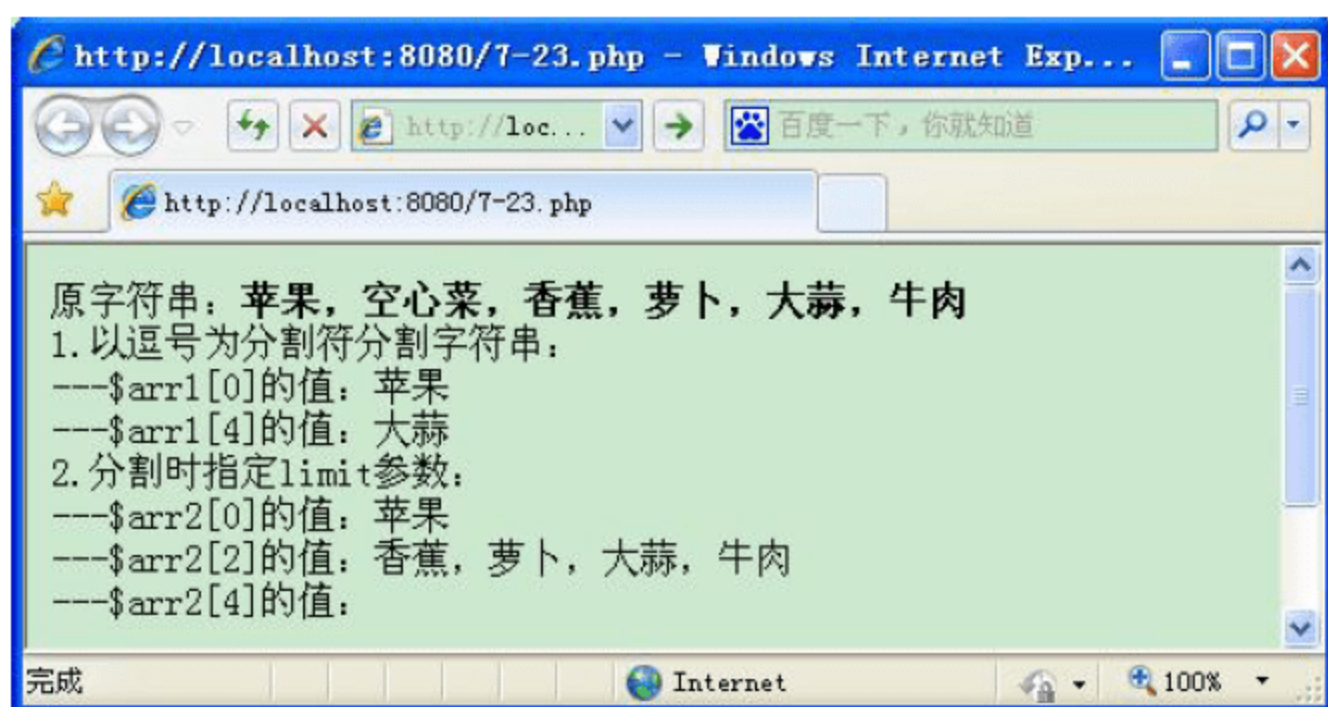 http://localhost:8080/7-23.php - Windows Internet Exp...
http://loc...
百度一下，你就知道
http://localhost:8080/7-23.php
原字符串：苹果，空心菜，香蕉，萝卜，大蒜，牛肉
1.以逗号为分割符分割字符串：
---$arr1[0]的值：苹果
---$arr1[4]的值：大蒜
2.分割时指定limit参数：
---$arr2[0]的值：苹果
---$arr2[2]的值：香蕉，萝卜，大蒜，牛肉
---$arr2[4]的值：
完成
Internet
100%